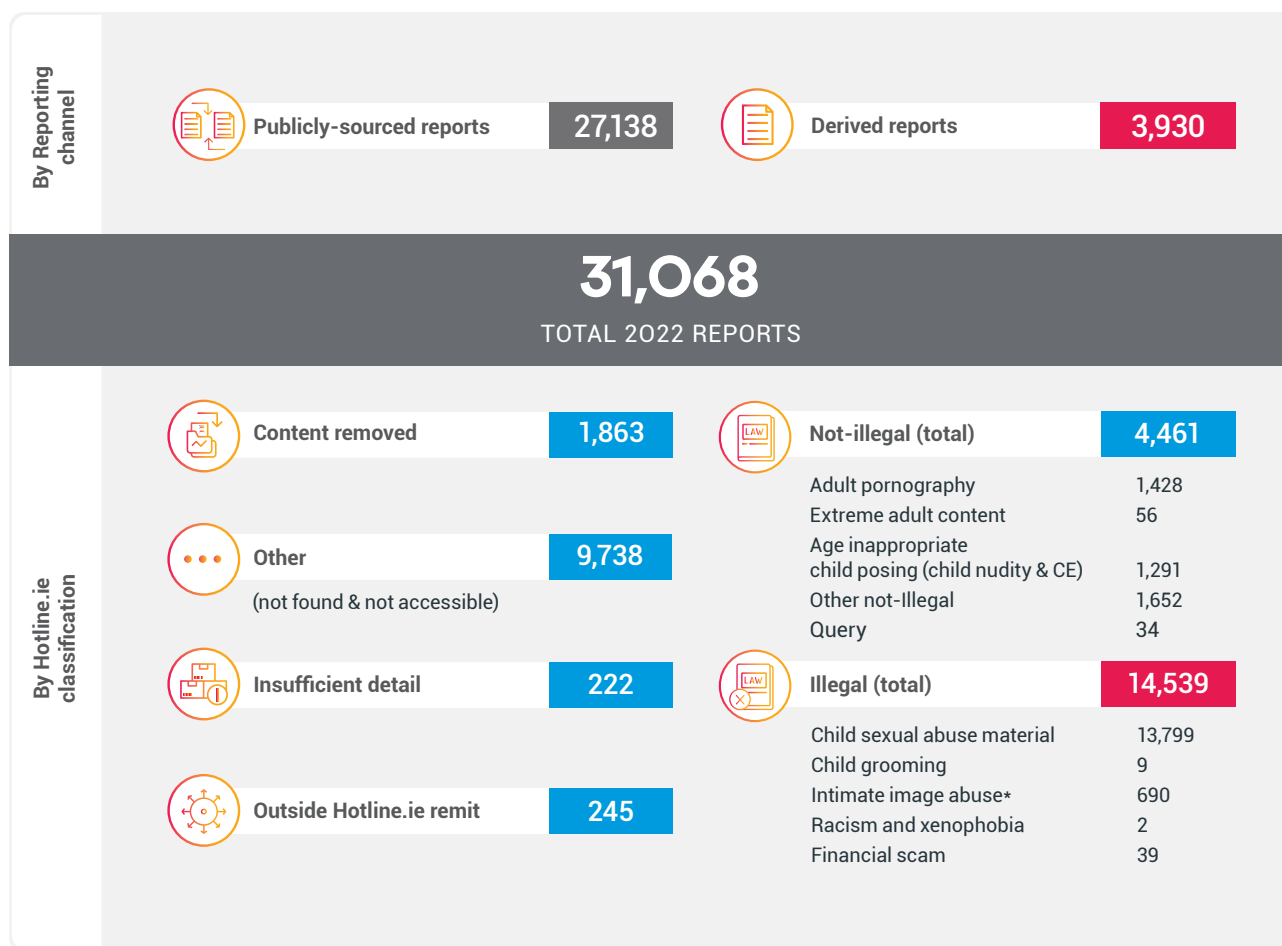 By Reporting
channel
Publicly-sourced reports 27,138
Derived reports 3,930
31,068
TOTAL 2022 REPORTS
By Hotline.ie
classification
Content removed 1,863
Other 9,738
(not found & not accessible)
Insufficient detail 222
Outside Hotline.ie remit 245
Not-illegal (total) 4,461
Adult pornography 1,428
Extreme adult content 56
Age inappropriate
child posing (child nudity & CE) 1,291
Other not-Illegal 1,652
Query 34
LAW
Illegal (total) 14,539
LAW
Child sexual abuse material 13,799
Child grooming 9
Intimate image abuse* 690
Racism and xenophobia 2
Financial scam 39